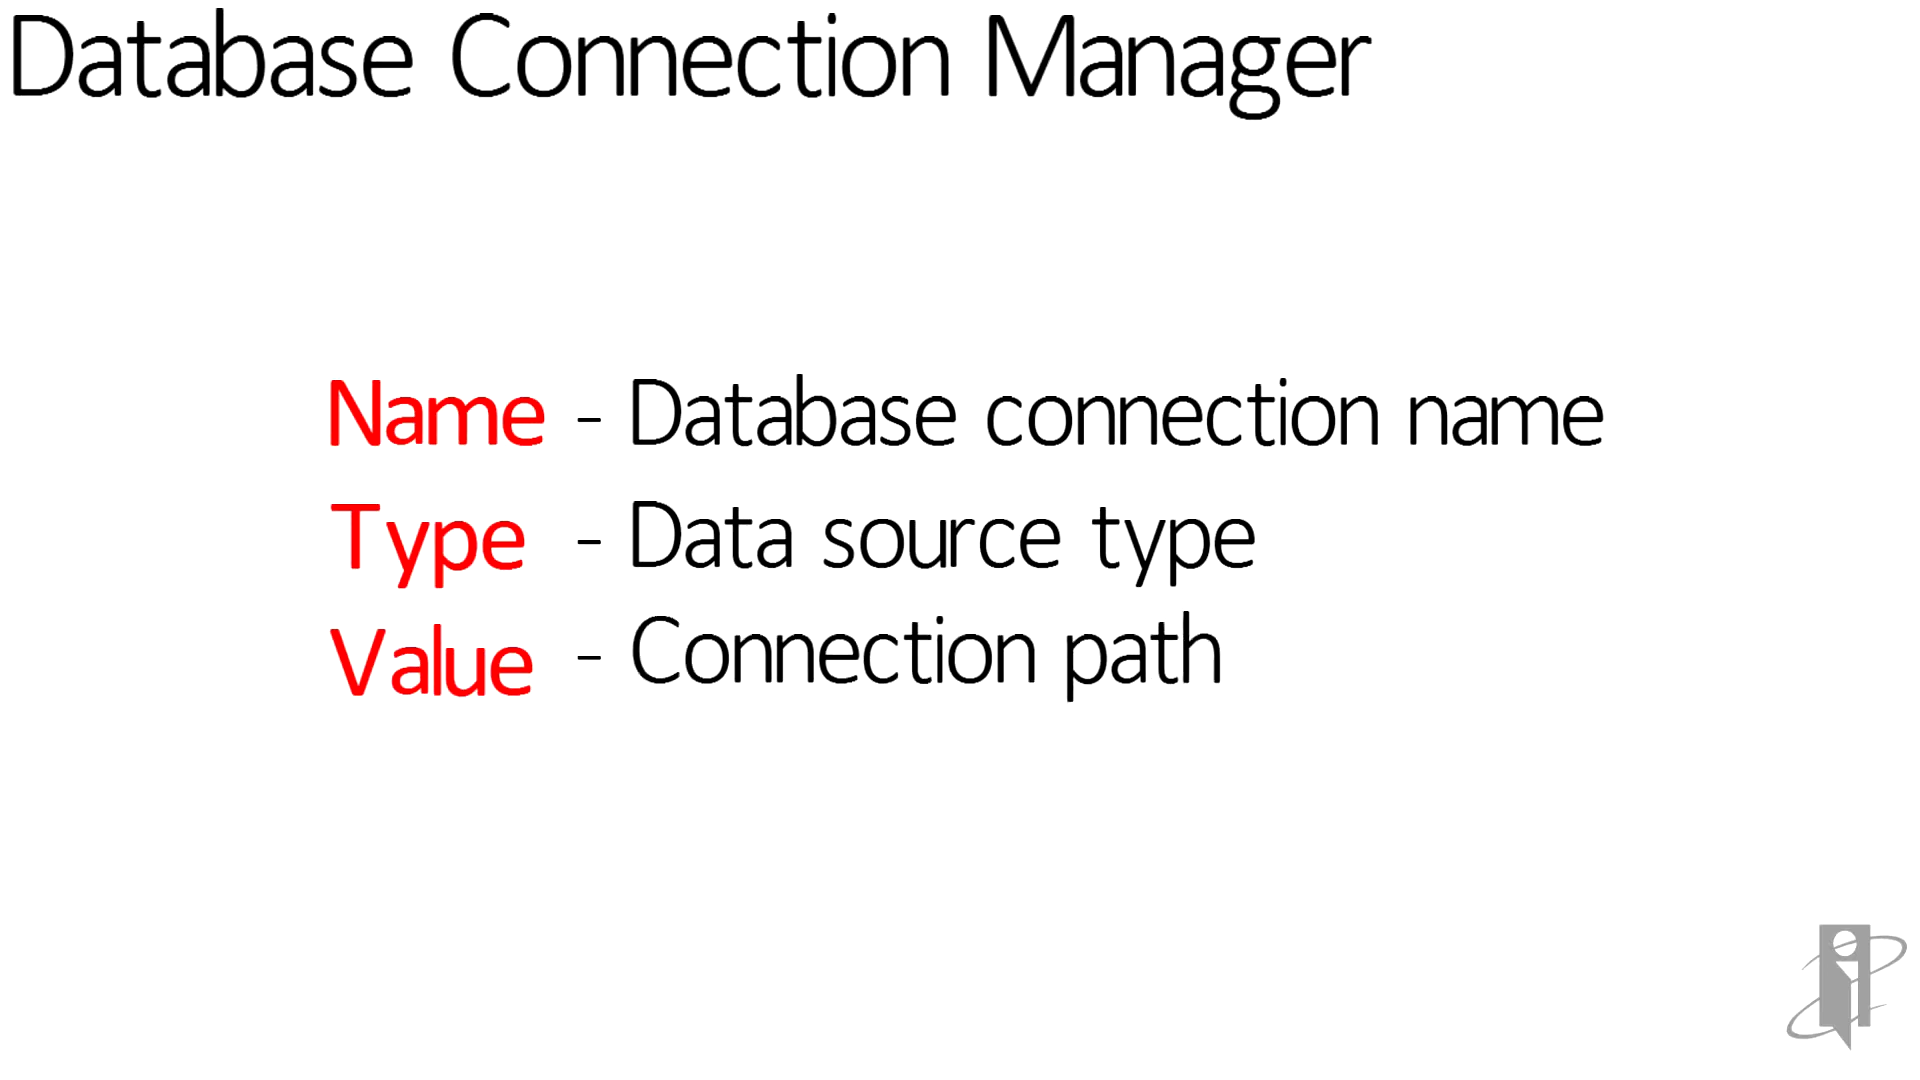 Database Connection Manager
Name - Database connection name
Type - Data source type
Value - Connection path